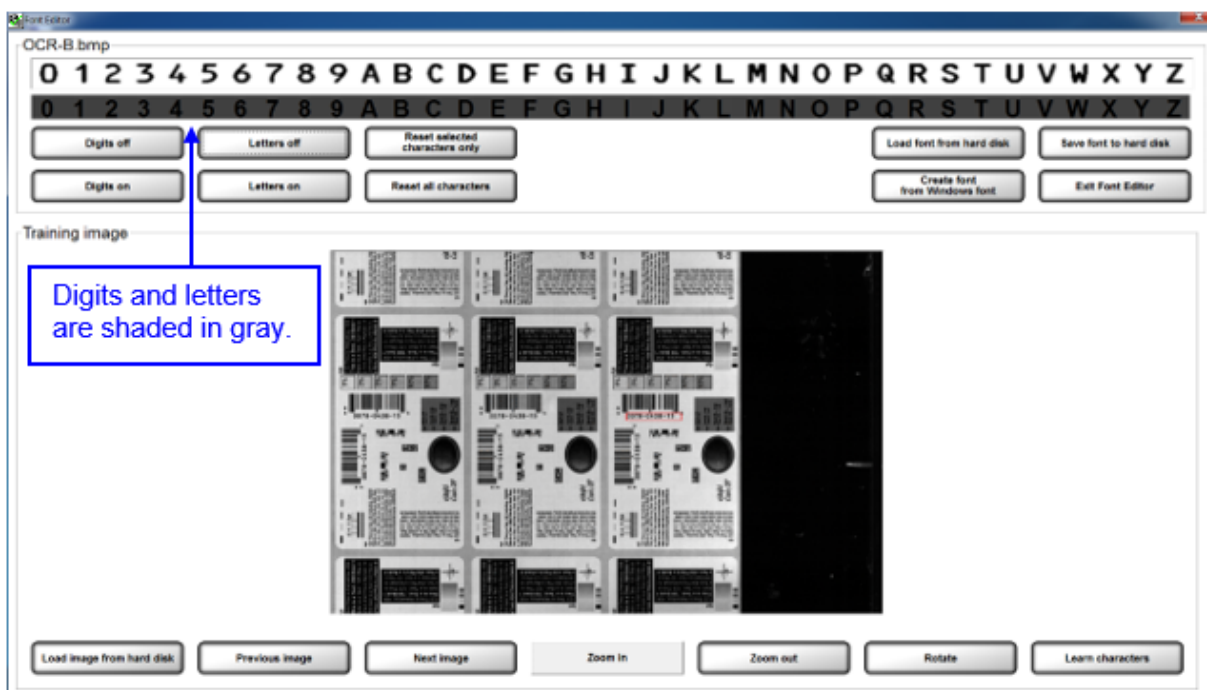 Font Editor
OCR-B.bmp
0 1 2 3 4 5 6 7 8 9 A B C D E F G H I J K L M N O P Q R S T U V W X Y Z
0 1 2 3 4 5 6 7 8 9 A B C D E F G H I J K L M N O P Q R S T U V W X Y Z
Digits off Letters off Reset selected characters only Load font from hard disk Save font to hard disk
Digits on Letters on Reset all characters Create font from Windows font Exit Font Editor
Training image
Digits and letters
are shaded in gray.
Load image from hard disk Previous image Next image Zoom in Zoom out Rotate Learn characters